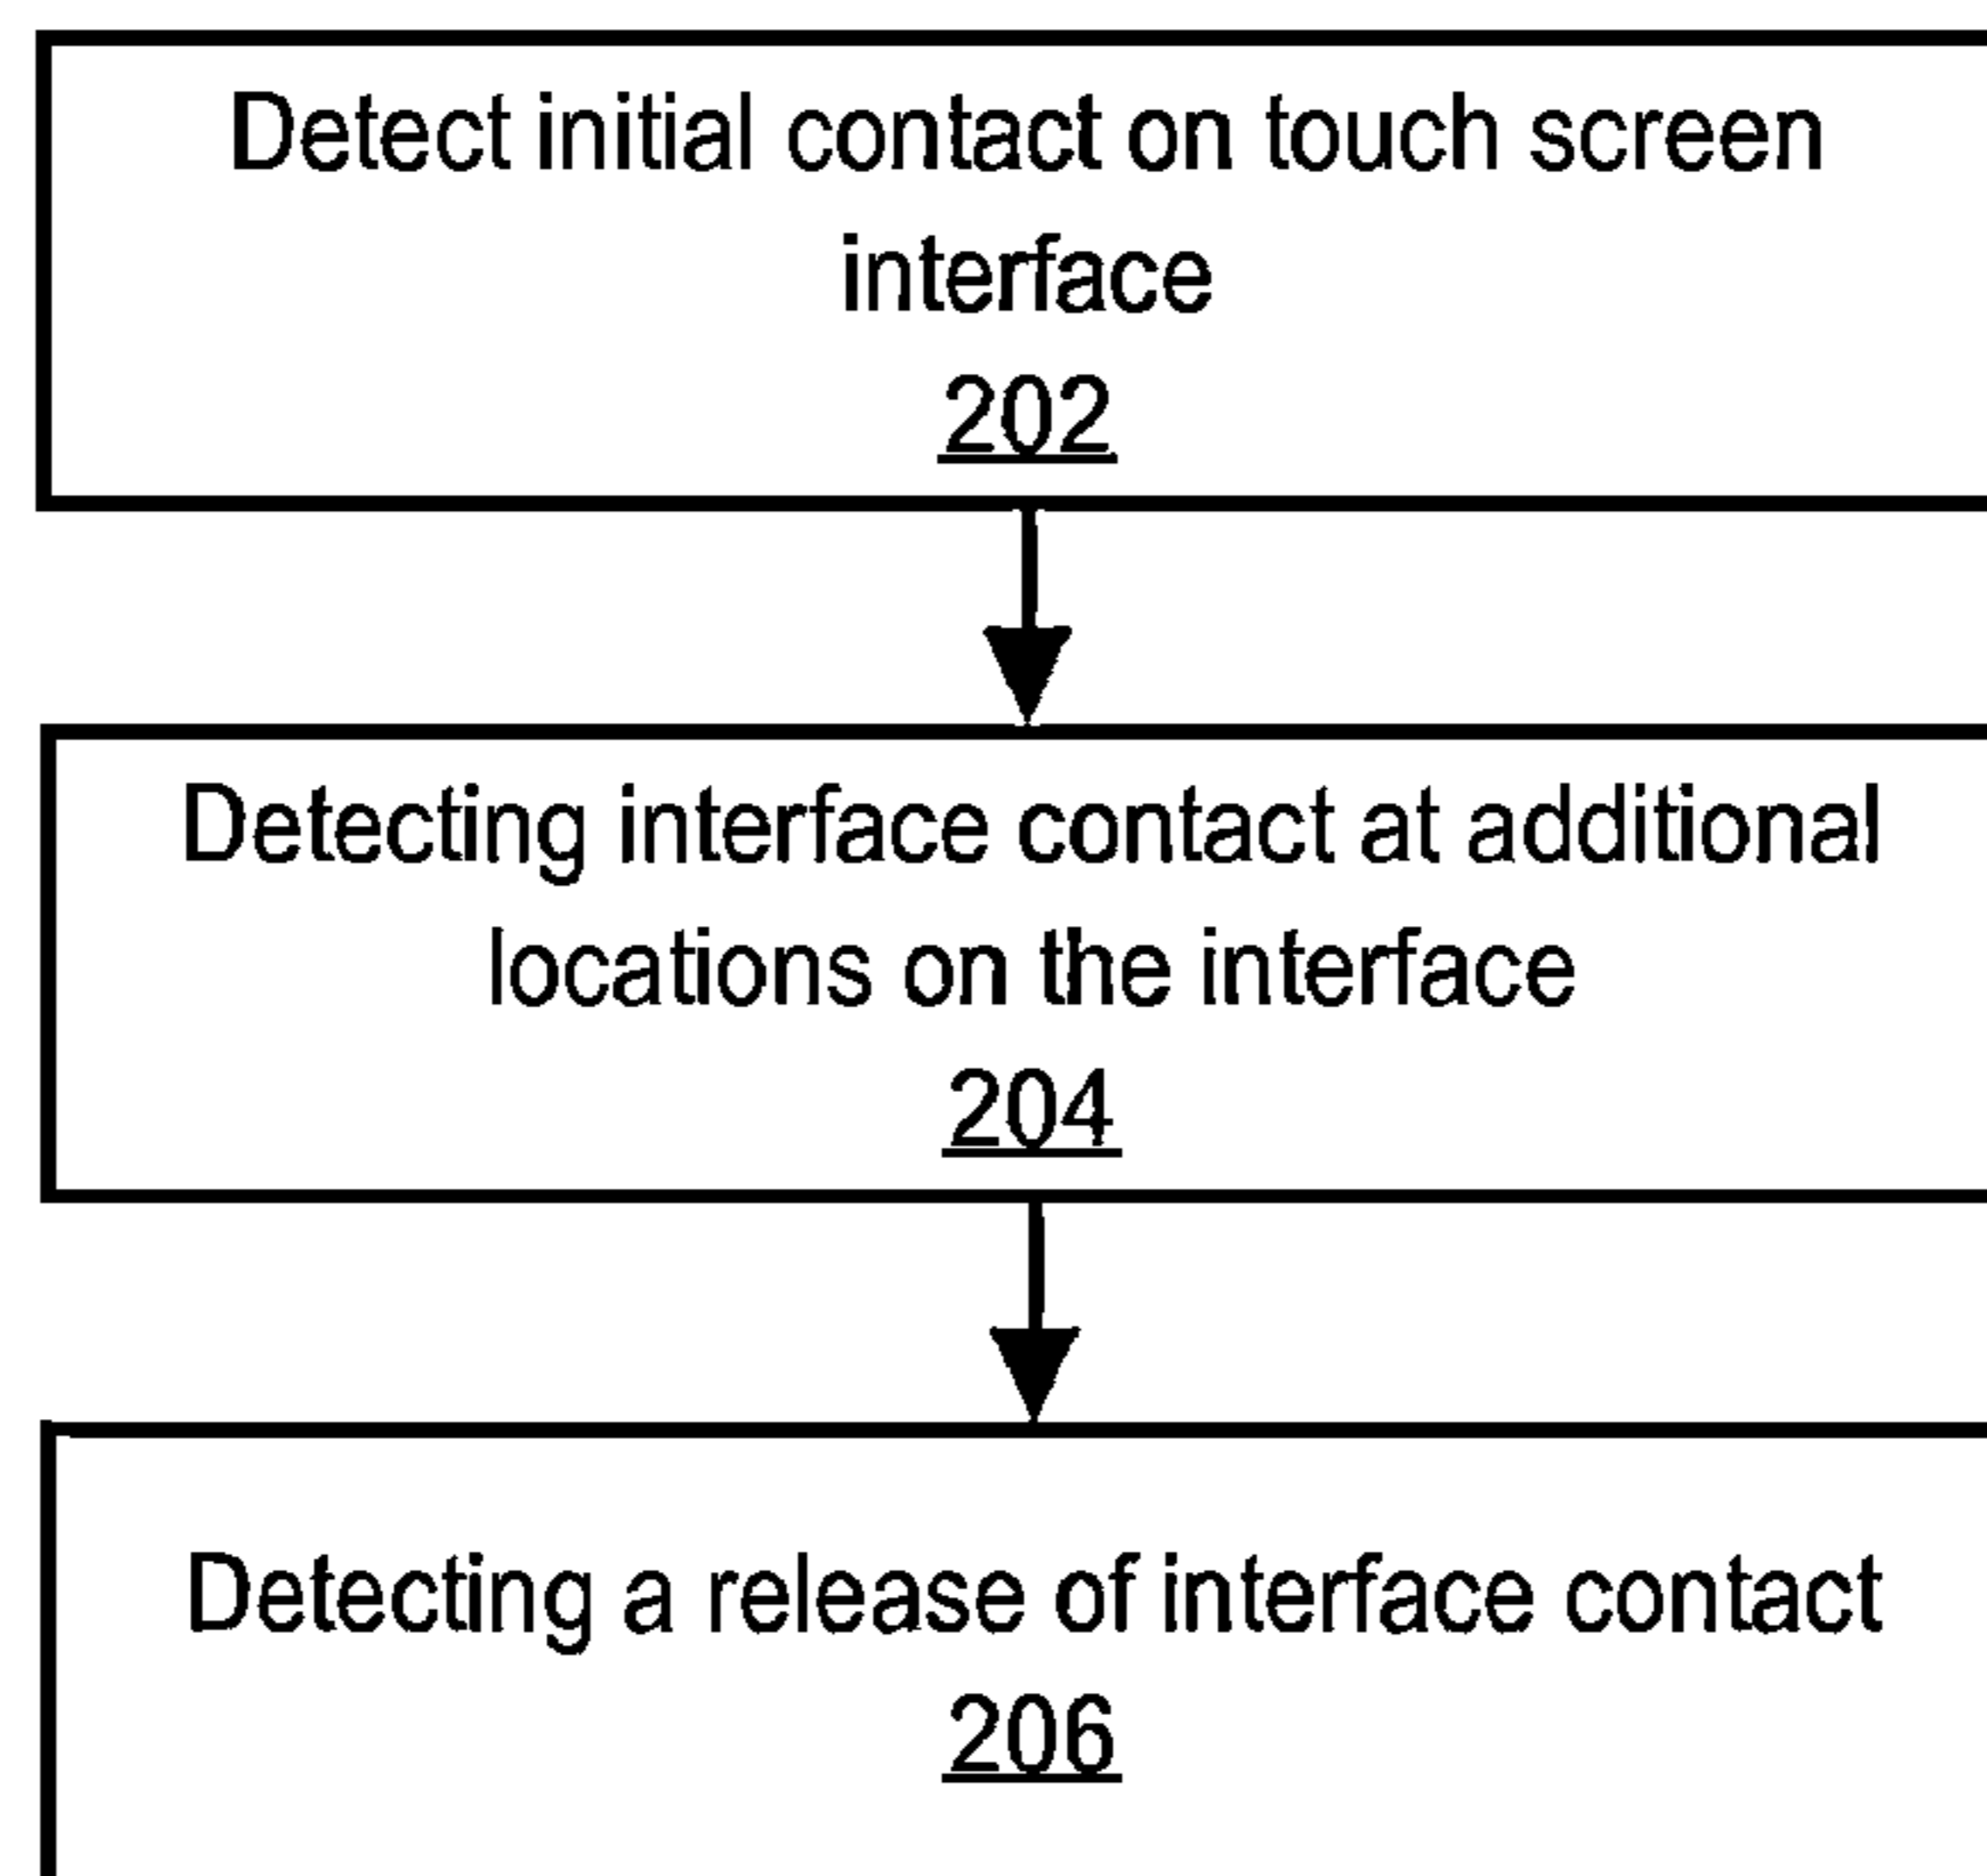 Detect initial contact on touch screen
interface
202
Detecting interface contact at additional
locations on the interface
204
Detecting a release of interface contact
206